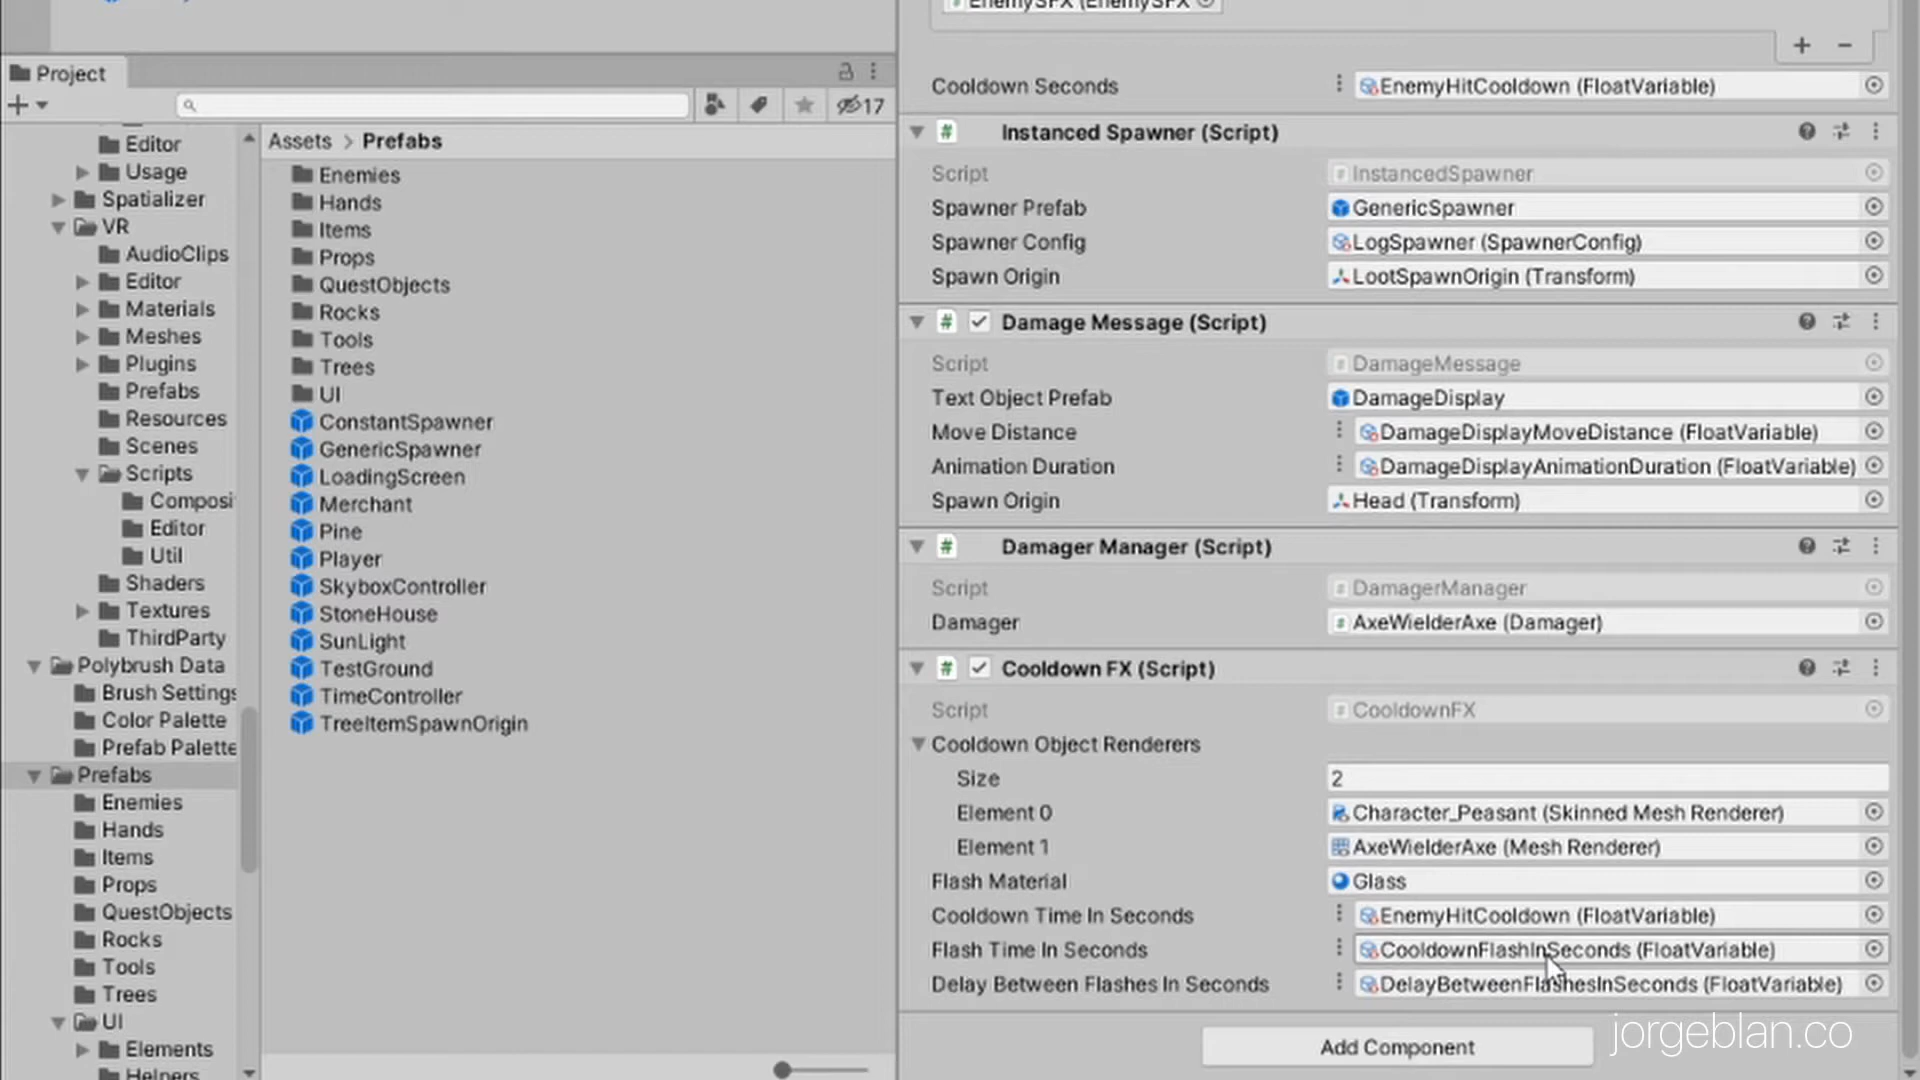 EnemySFX (EnemySFX
Project
17
Editor
Usage
Spatializer
VR
AudioClips
Editor
Materials
Meshes
Plugins
Prefabs
Resources
Scenes
Scripts
Composi
Editor
Util
Shaders
Textures
ThirdParty
Polybrush Data
Brush Settings
Color Palette
Prefab Palette
Prefabs
Enemies
Hands
Items
Props
QuestObjects
Rocks
Tools
Trees
UI
Elements
Helpers
Assets > Prefabs
Enemies
Hands
Items
Props
QuestObjects
Rocks
Tools
Trees
UI
ConstantSpawner
GenericSpawner
LoadingScreen
Merchant
Pine
Player
SkyboxController
StoneHouse
SunLight
TestGround
TimeController
TreeItemSpawnOrigin
Cooldown Seconds EnemyHitCooldown (FloatVariable)
# Instanced Spawner (Script)
Script # InstancedSpawner
Spawner Prefab GenericSpawner
Spawner Config LogSpawner (SpawnerConfig)
Spawn Origin LootSpawnOrigin (Transform)
# Damage Message (Script)
Script # DamageMessage
Text Object Prefab DamageDisplay
Move Distance DamageDisplayMoveDistance (FloatVariable)
Animation Duration DamageDisplayAnimationDuration (FloatVariable)
Spawn Origin Head (Transform)
# Damager Manager (Script)
Script # DamagerManager
Damager # AxeWielderAxe (Damager)
# Cooldown FX (Script)
Script # CooldownFX
Cooldown Object Renderers
Size 2
Element 0 Character_Peasant (Skinned Mesh Renderer)
Element 1 AxeWielderAxe (Mesh Renderer)
Flash Material Glass
Cooldown Time In Seconds EnemyHitCooldown (FloatVariable)
Flash Time In Seconds CooldownFlashInSeconds (FloatVariable)
Delay Between Flashes In Seconds DelayBetweenFlashesInSeconds (FloatVariable)
Add Component
jorgeblan.co